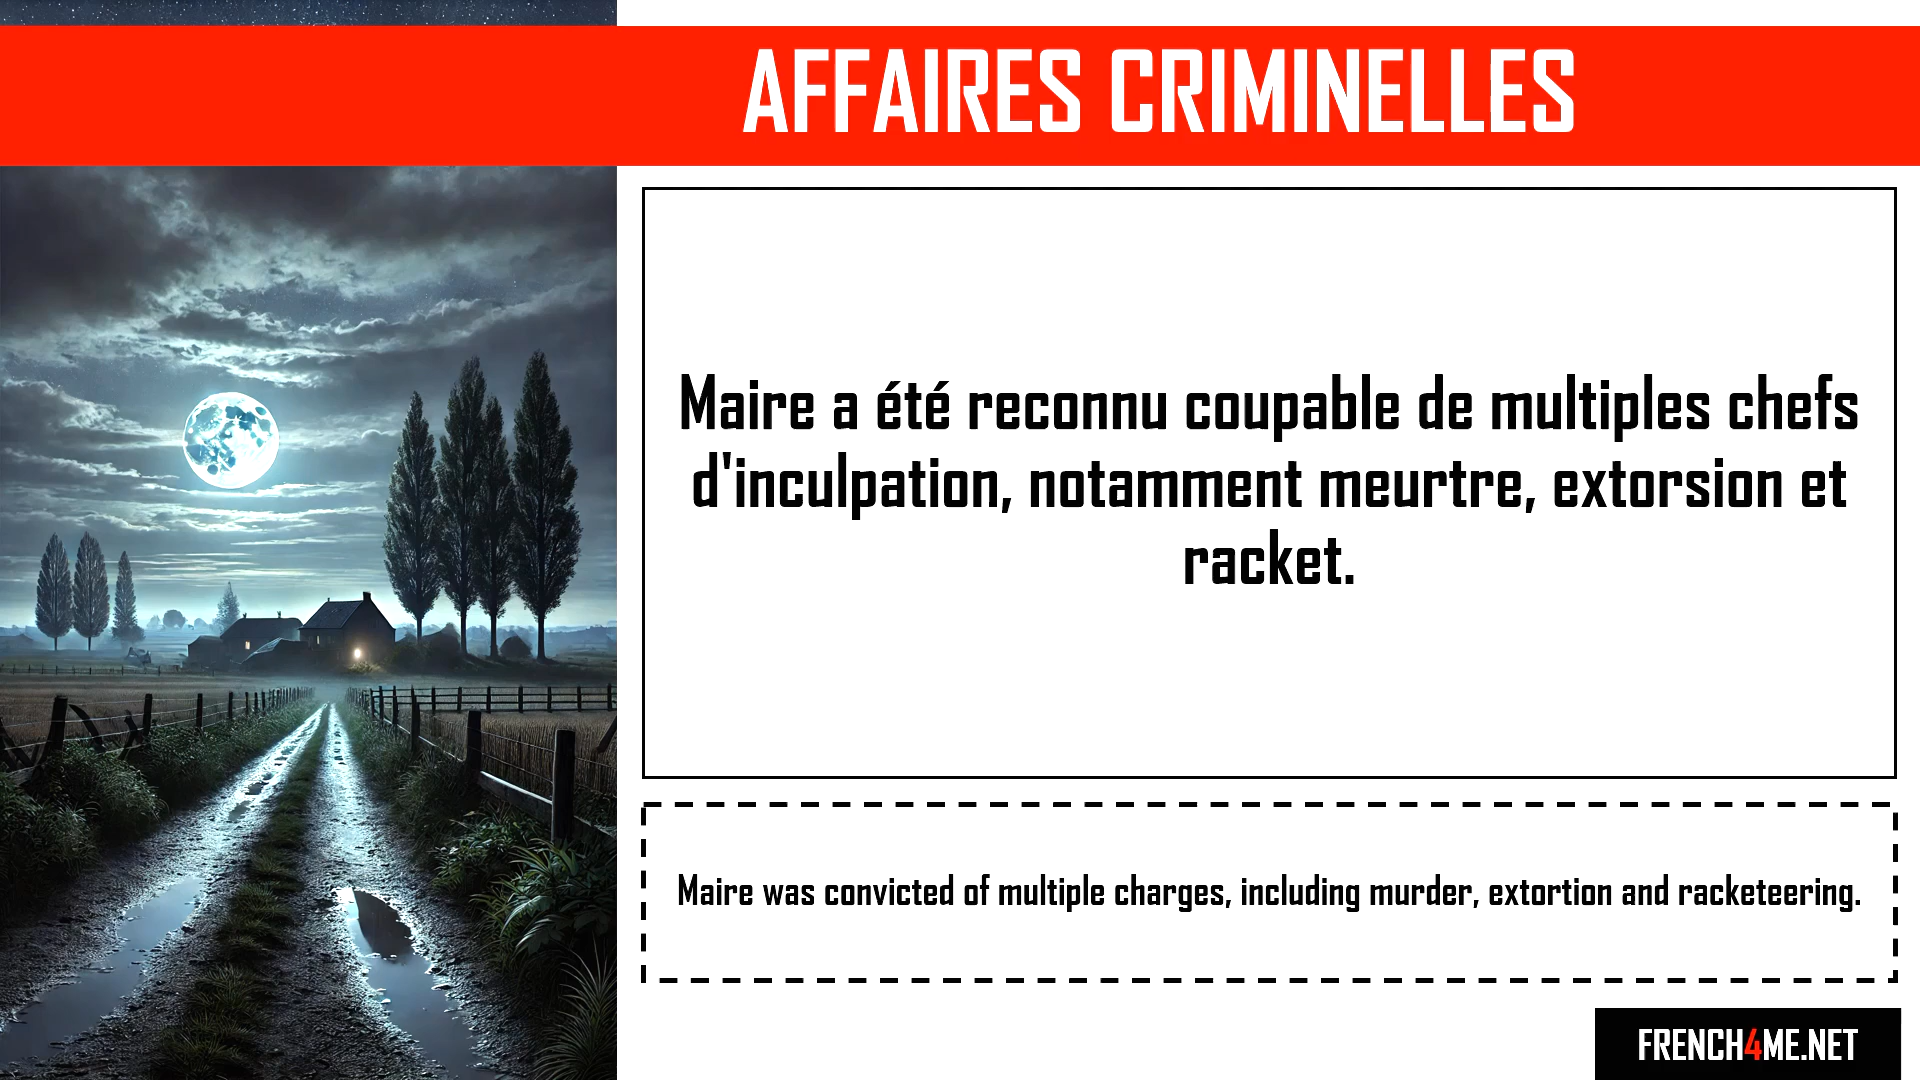 AFFAIRES CRIMINELLES
Maire a été reconnu coupable de multiples chefs
d'inculpation, notamment meurtre, extorsion et
racket.
Maire was convicted of multiple charges, including murder, extortion and racketeering.
FRENCH4ME.NET